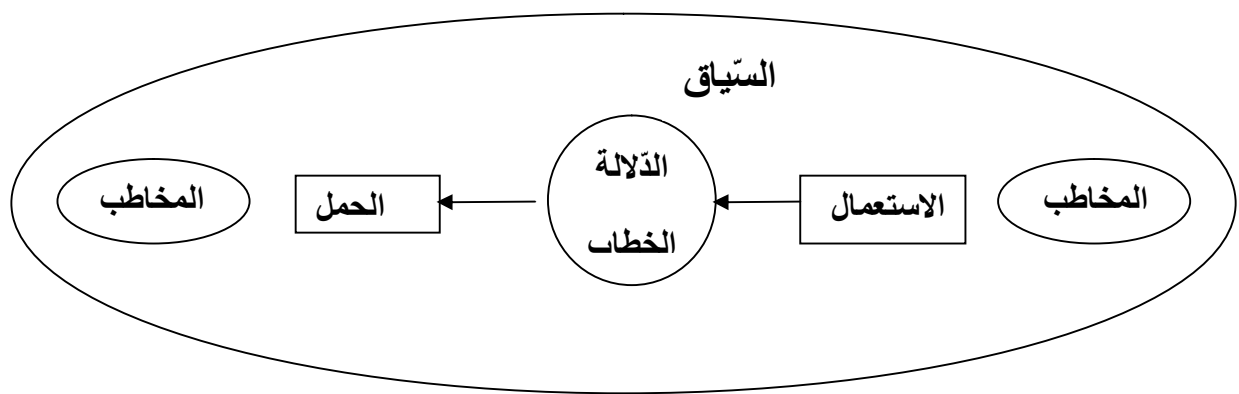 السّياق
المخاطب
الاستعمال
الدّلالة
الخطاب
الحمل
المخاطب